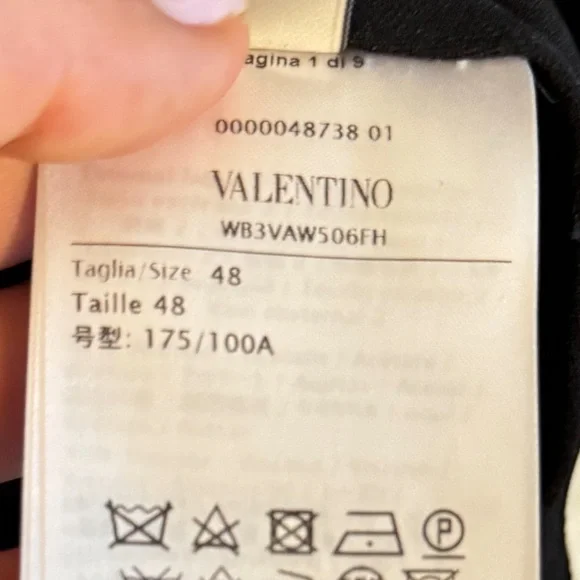 agina 1 di 9
0000048738 01
VALENTINO
WB3VAW506FH
Taglia/Size 48
Taille 48
号型: 175/100A
P